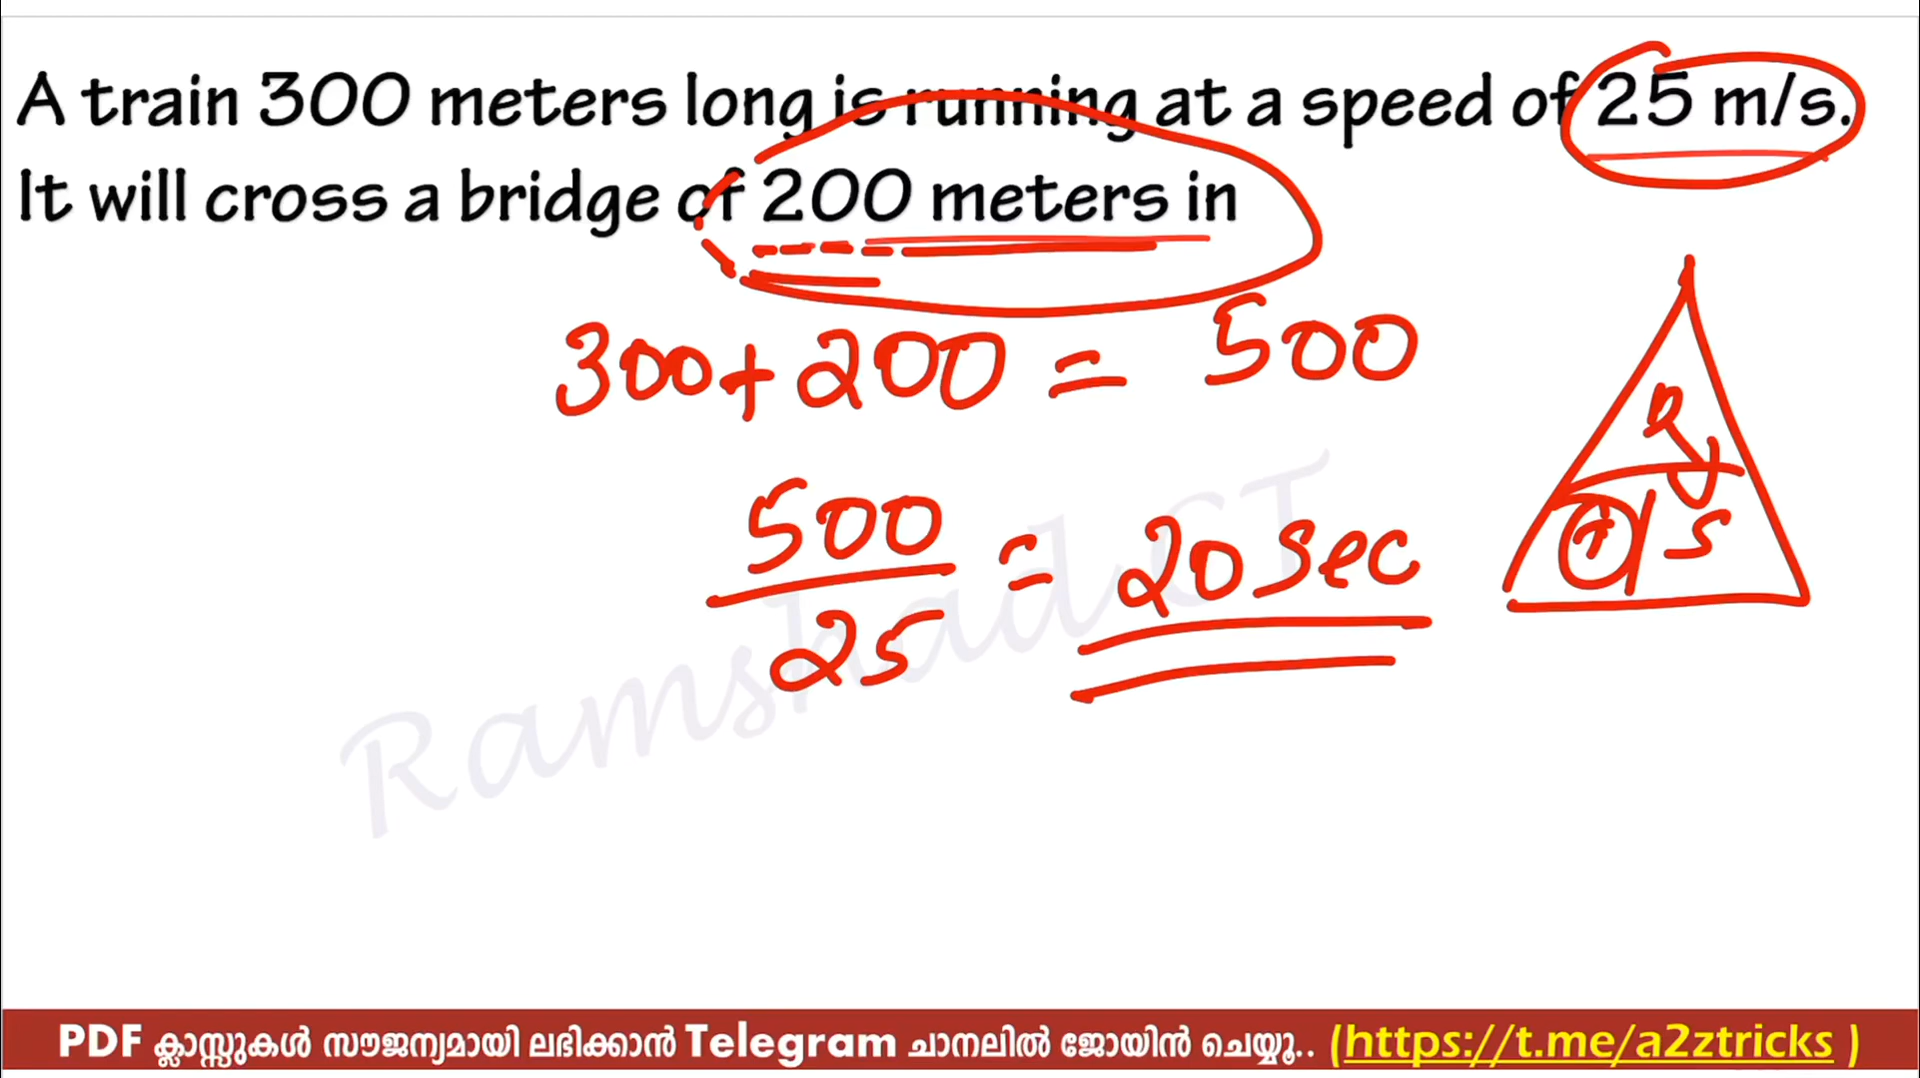 A train 300 meters long is running at a speed of 25 m/s.
It will cross a bridge of 200 meters in
300 + 200 = 500
500
25
= 20 Sec
T
S
Ramshad CT
PDF ക്ലാസ്സുകൾ സൗജന്യമായി ലഭിക്കാൻ Telegram ചാനലിൽ ജോയിൻ ചെയ്യൂ.. (https://t.me/a2ztricks )